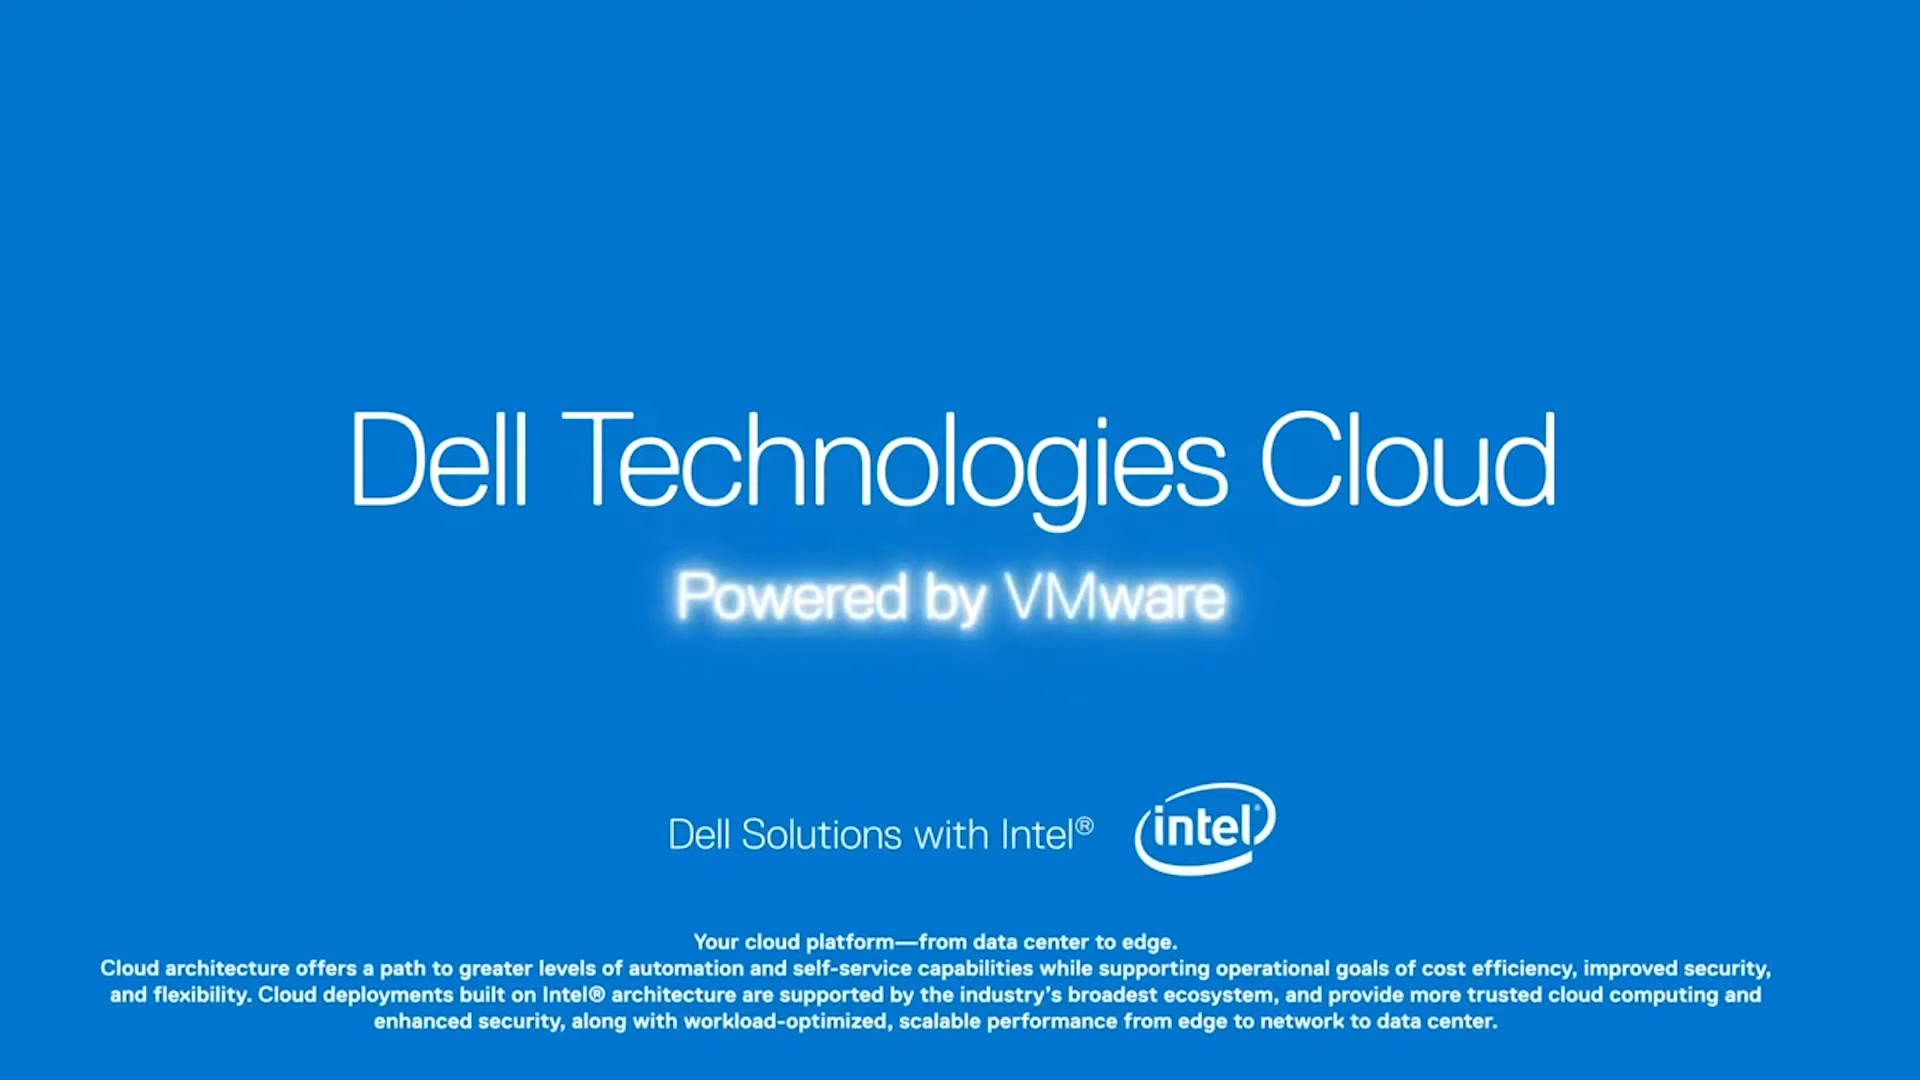 Dell Technologies Cloud
Powered by VMware
Dell Solutions with Intel®
intel®
Your cloud platform—from data center to edge.
Cloud architecture offers a path to greater levels of automation and self-service capabilities while supporting operational goals of cost efficiency, improved security,
and flexibility. Cloud deployments built on Intel® architecture are supported by the industry’s broadest ecosystem, and provide more trusted cloud computing and
enhanced security, along with workload-optimized, scalable performance from edge to network to data center.